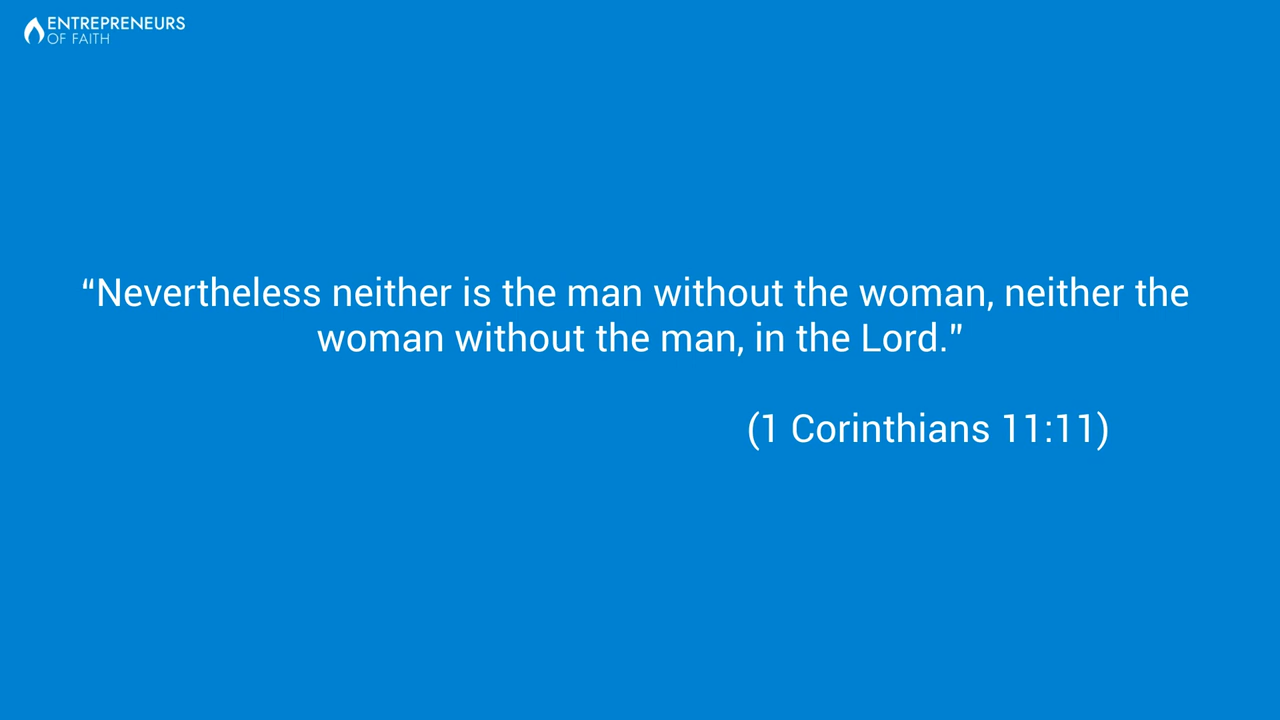 ENTREPRENEURS
OF FAITH
“Nevertheless neither is the man without the woman, neither the
woman without the man, in the Lord.”
(1 Corinthians 11:11)